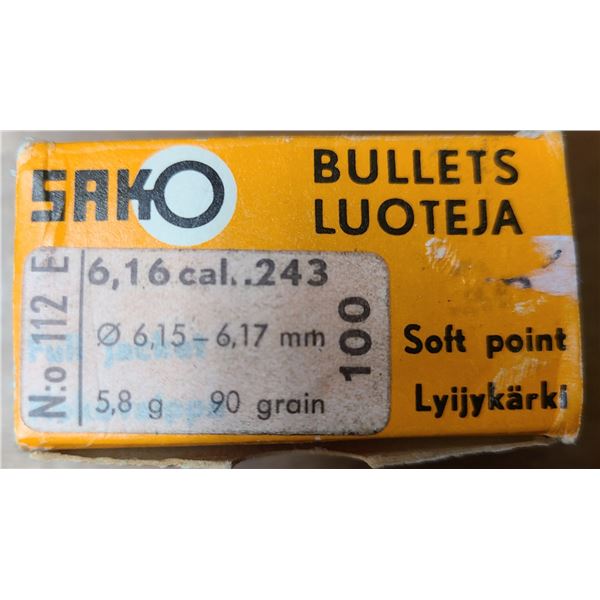 SAKO
BULLETS
LUOTEJA
N:o 112 E
6,16 cal..243
Ø 6,15-6,17 mm
5,8 g 90 grain
100
Soft point
Lyijykärki